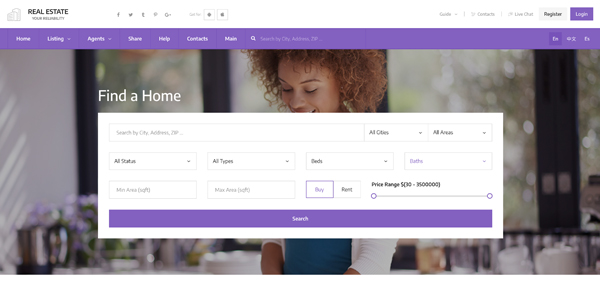 REAL ESTATE
YOUR RELIABILITY
Get for
Guide
Contacts
Live Chat
Register
Login
Home
Listing
Agents
Share
Help
Contacts
Main
Search by City, Address, ZIP ...
En
中文
Es
Find a Home
Search by City, Address, ZIP ...
All Cities
All Areas
All Status
All Types
Beds
Baths
Min Area (sqft)
Max Area (sqft)
Buy
Rent
Price Range $(30 - 3500000)
Search